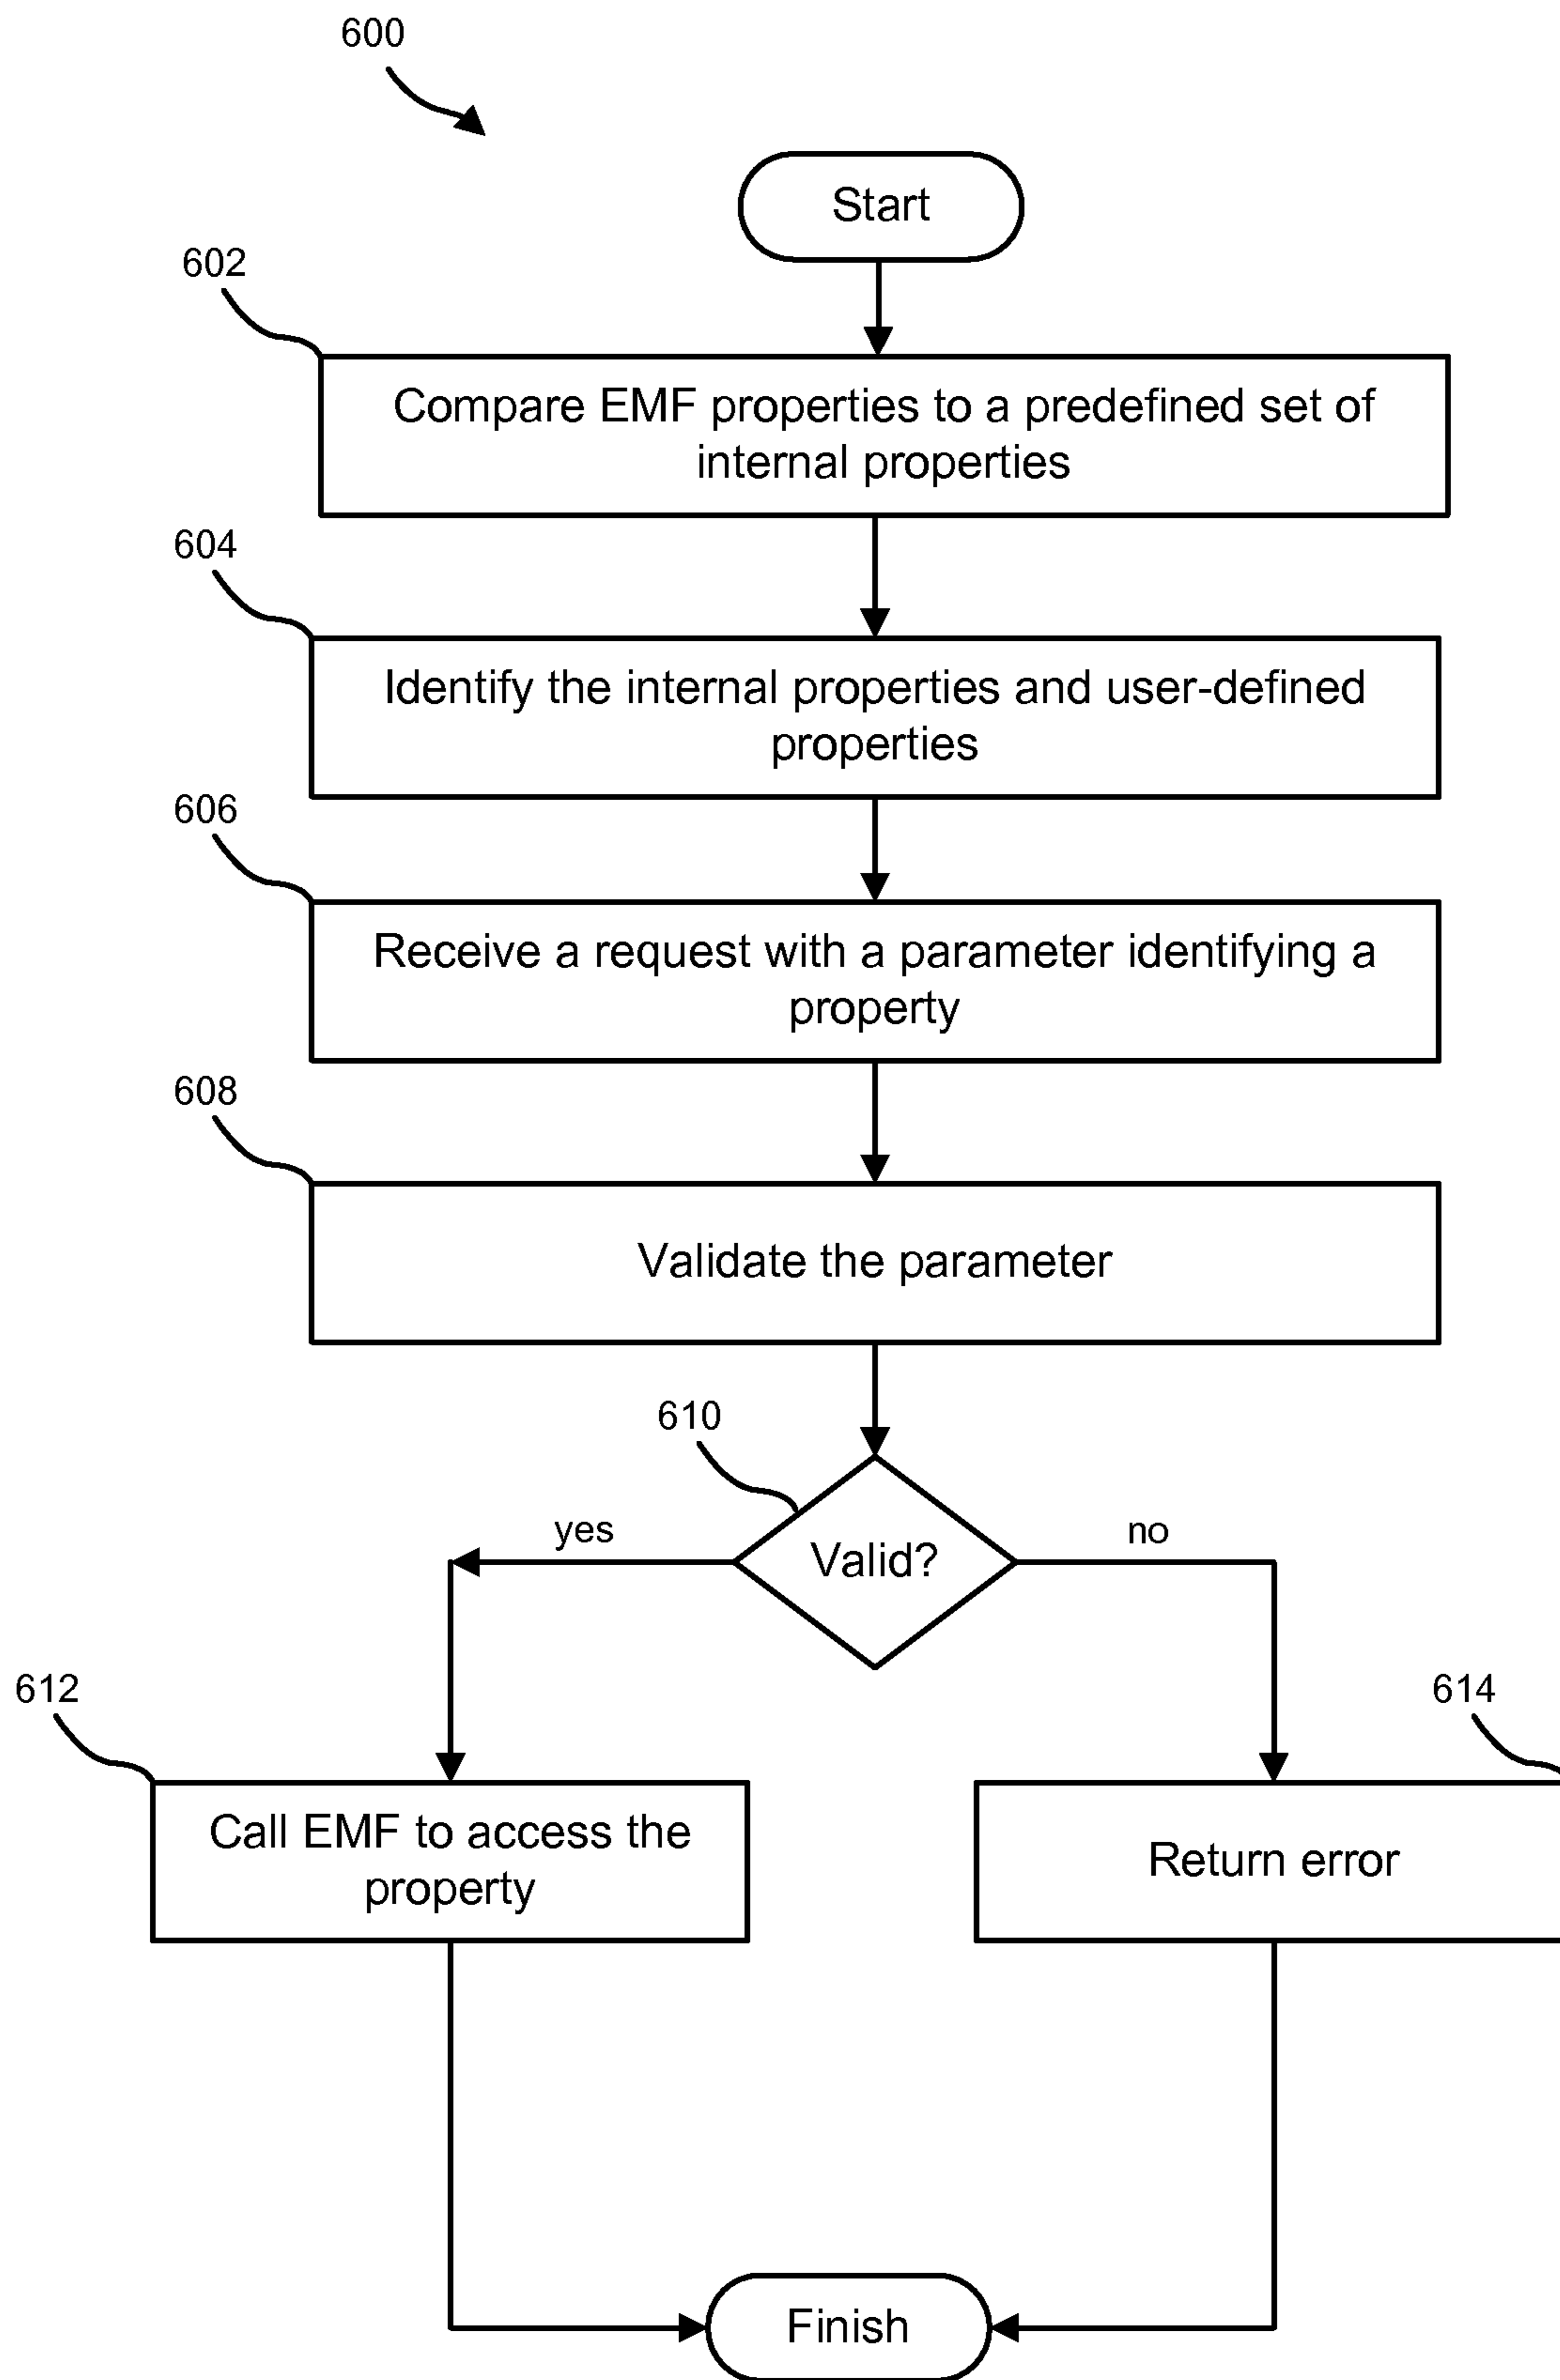 600
Start
602
Compare EMF properties to a predefined set of
internal properties
604
Identify the internal properties and user-defined
properties
606
Receive a request with a parameter identifying a
property
608
Validate the parameter
610
yes
Valid?
no
612
614
Call EMF to access the
property
Return error
Finish